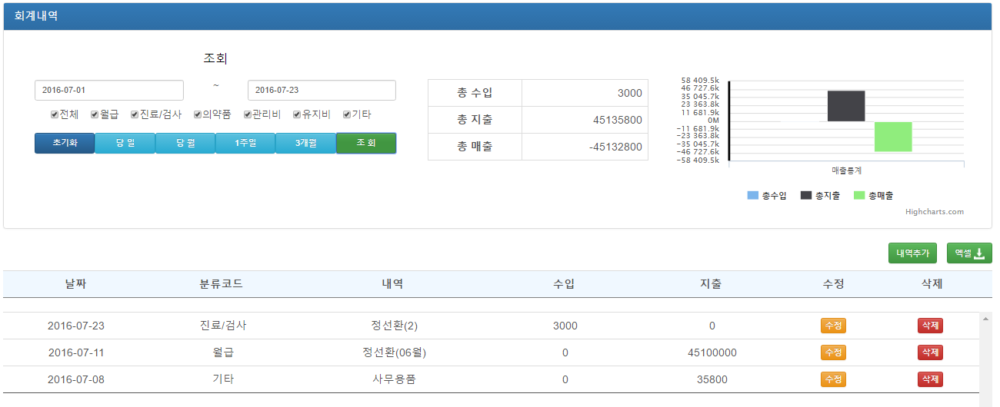 회계내역
조회
2016-07-01 ~ 2016-07-23
전체 월급 진료/검사 의약품 관리비 유지비 기타
초기화 당 일 당 월 1주일 3개월 조 회
총 수입 3000
총 지출 45135800
총 매출 -45132800
58 409.5k
46 727.6k
35 045.7k
23 363.8k
11 681.9k
0M
−11 681.9k
−23 363.8k
−35 045.7k
−46 727.6k
−58 409.5k
매출통계
총수입 총지출 총매출
Highcharts.com
내역추가 엑셀
날짜 분류코드 내역 수입 지출 수정 삭제
2016-07-23 진료/검사 정선환(2) 3000 0 수정 삭제
2016-07-11 월급 정선환(06월) 0 45100000 수정 삭제
2016-07-08 기타 사무용품 0 35800 수정 삭제